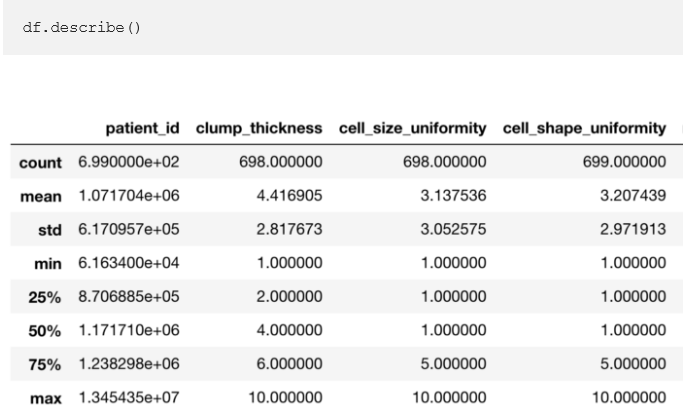 df.describe()
patient_id clump_thickness cell_size_uniformity cell_shape_uniformity
count 6.990000e+02 698.000000 698.000000 699.000000
mean 1.071704e+06 4.416905 3.137536 3.207439
std 6.170957e+05 2.817673 3.052575 2.971913
min 6.163400e+04 1.000000 1.000000 1.000000
25% 8.706885e+05 2.000000 1.000000 1.000000
50% 1.171710e+06 4.000000 1.000000 1.000000
75% 1.238298e+06 6.000000 5.000000 5.000000
max 1.345435e+07 10.000000 10.000000 10.000000